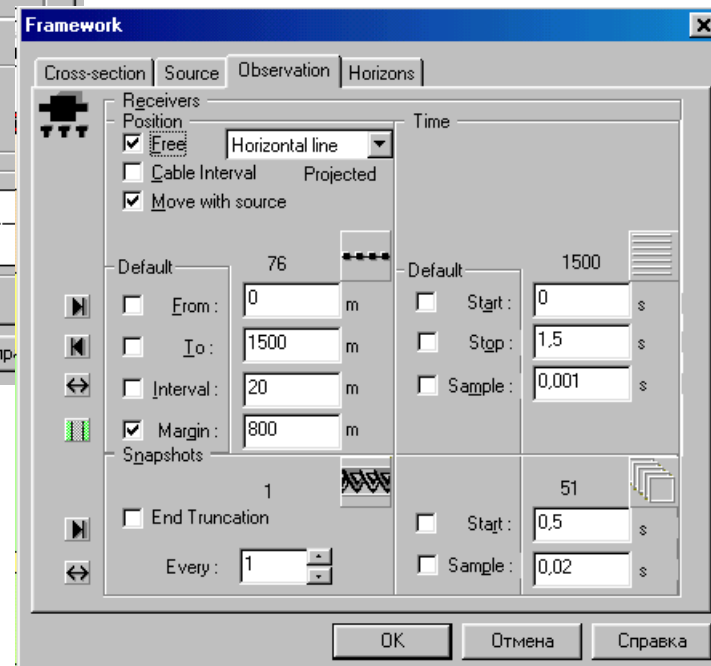 Framework
Cross-section Source Observation Horizons
Receivers
Position
Time
Free Horizontal line
Cable Interval Projected
Move with source
76
1500
Default
Default
From : 0 m
Start : 0 s
To : 1500 m
Stop : 1,5 s
Interval : 20 m
Sample : 0,001 s
Margin : 800 m
Snapshots
1
51
End Truncation
Start : 0,5 s
Every : 1
Sample : 0,02 s
OK Отмена Справка